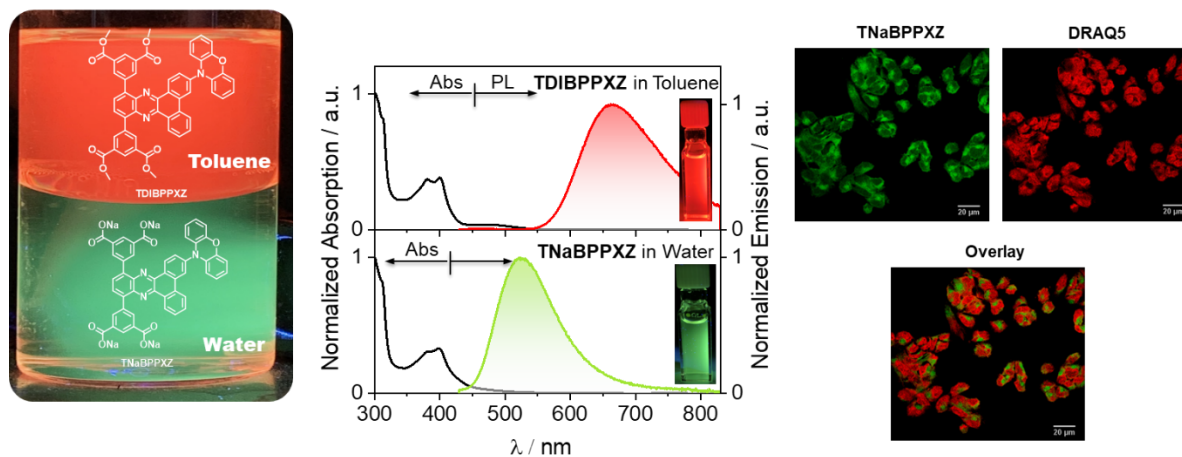 O
O
O
O
O
N
N
N
O
O
O
O
Toluene
TDIBPPXZ
ONa
ONa
O
O
O
N
N
N
O
O
ONa
ONa
Water
TNaBPPXZ
Normalized Absorption / a.u.
Abs
PL
TDIBPPXZ in Toluene
1
0
1
0
Abs
TNaBPPXZ in Water
1
0
1
0
300
400
500
600
700
800
λ / nm
Normalized Emission / a.u.
TNaBPPXZ
20 µm
DRAQ5
20 µm
Overlay
20 µm